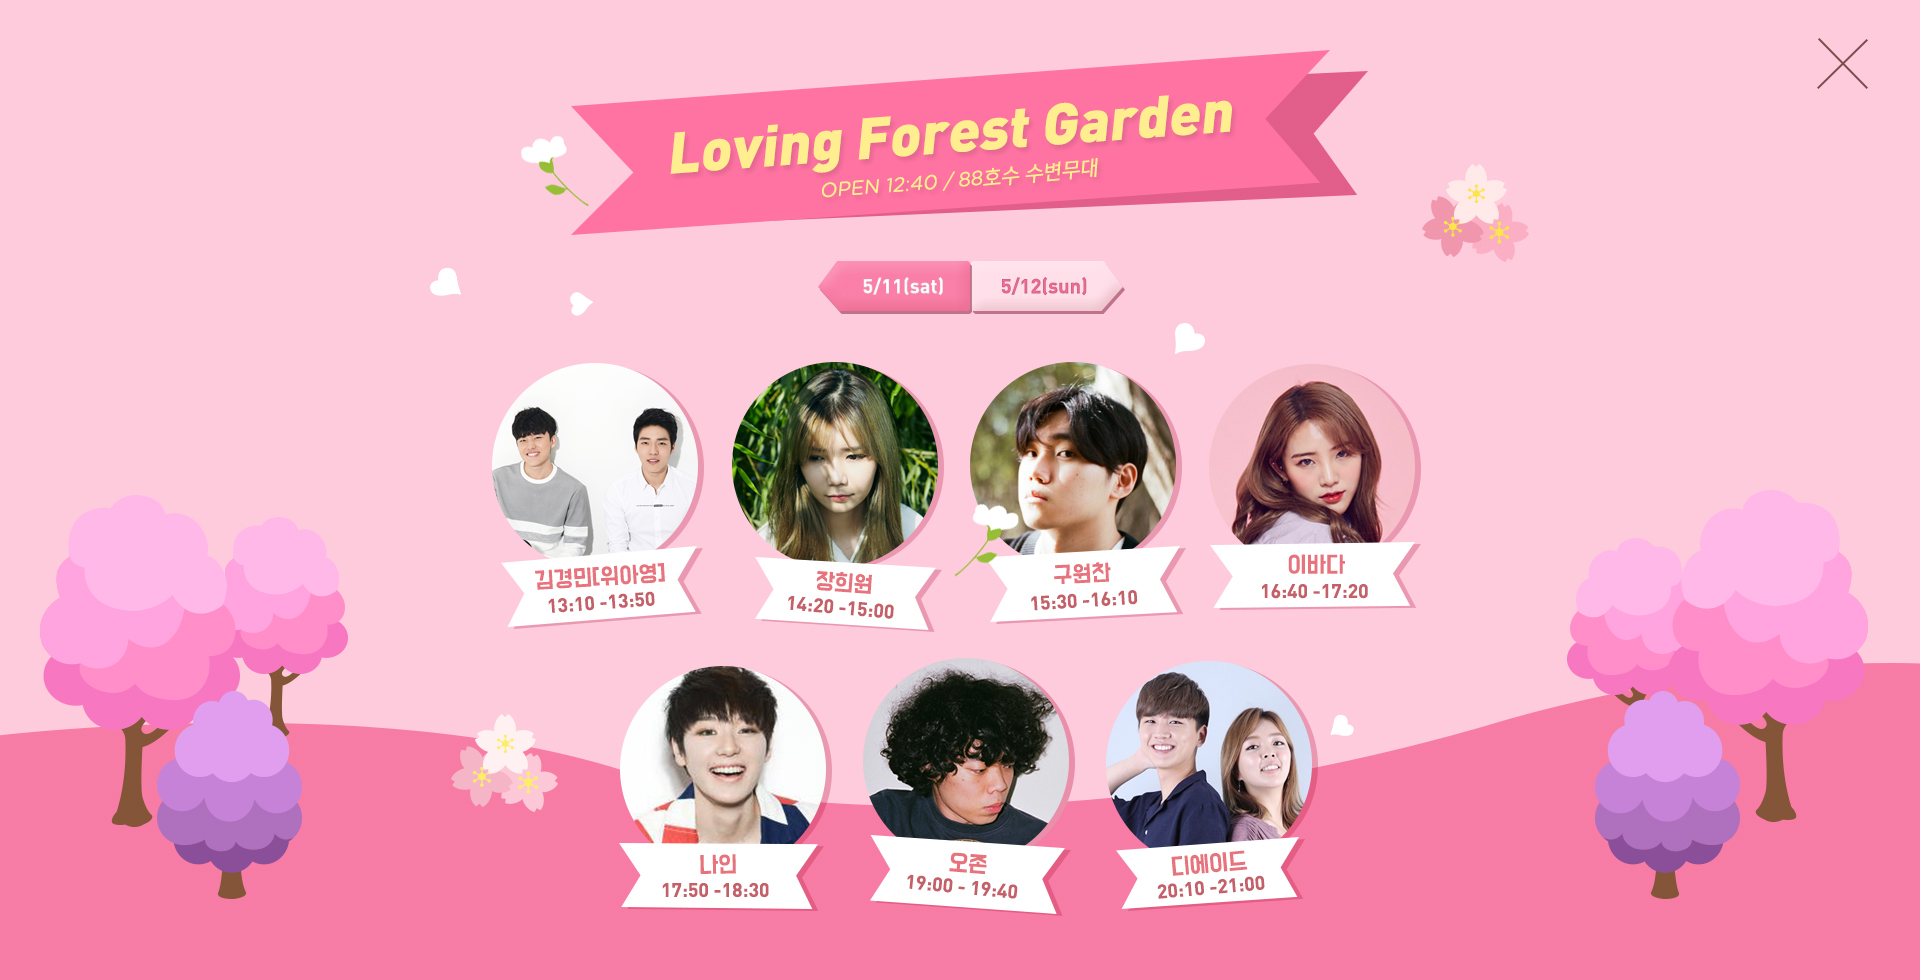 Loving Forest Garden
OPEN 12:40 / 88호수 수변무대
5/11(sat)
5/12(sun)
김경민[위아영]
13:10 -13:50
장희원
14:20 -15:00
구원찬
15:30 -16:10
이바다
16:40 -17:20
나인
17:50 -18:30
오존
19:00 - 19:40
디에이드
20:10 -21:00